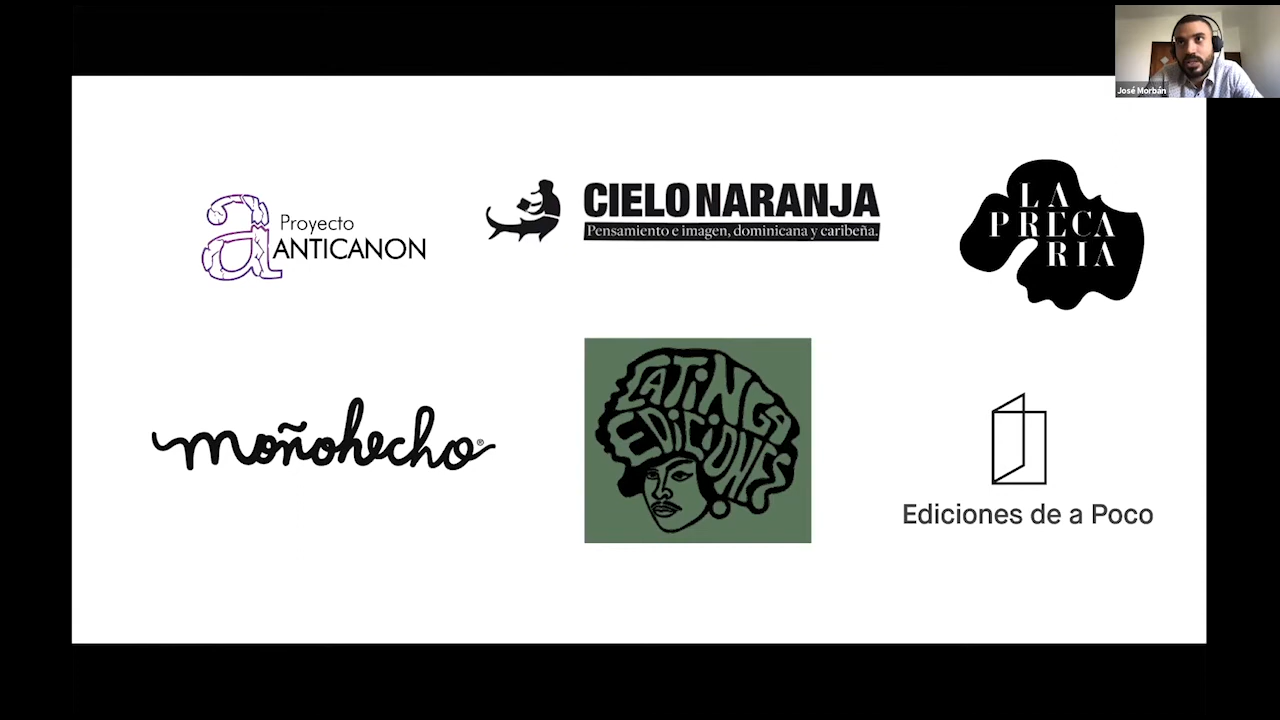 José Morbán
Proyecto
ANTICANON
CIELO NARANJA
Pensamiento e imagen, dominicana y caribeña.
LA
PRECA
RIA
moñohecho®
LATINGA
EDICIONES
Ediciones de a Poco